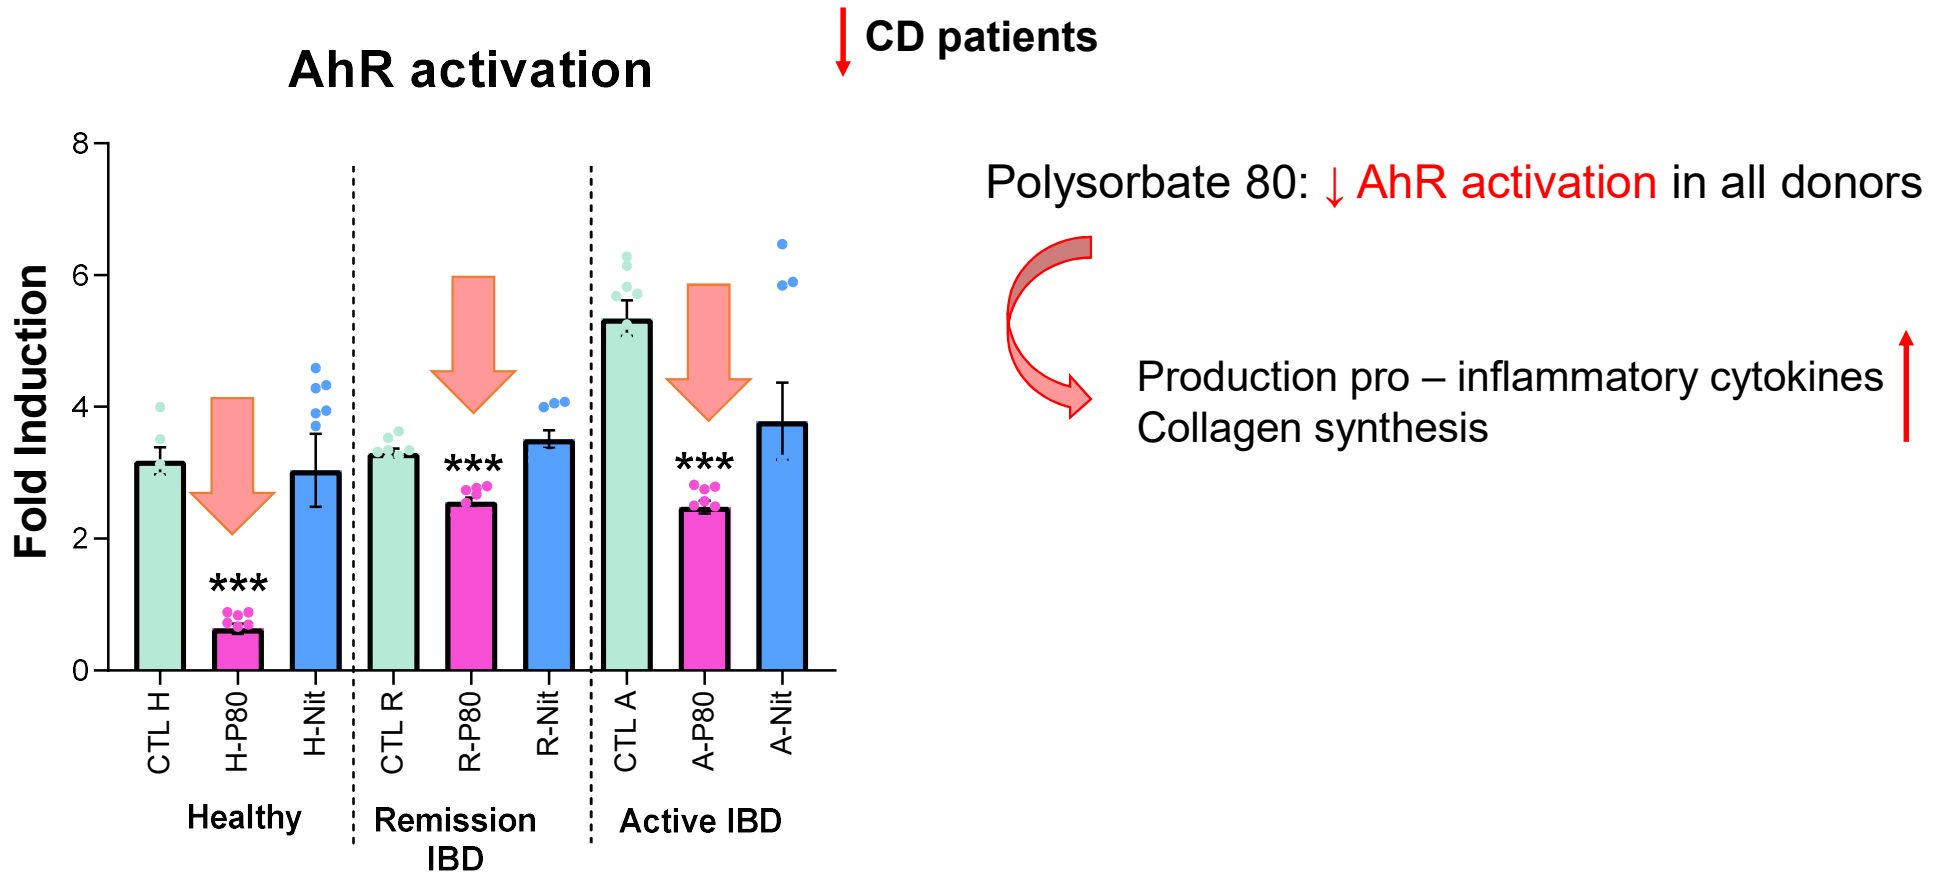 ↓ CD patients
AhR activation
Polysorbate 80: ↓ AhR activation in all donors
Production pro – inflammatory cytokines
Collagen synthesis
Fold Induction
8
6
4
2
0
***
***
***
CTL H
H-P80
H-Nit
CTL R
R-P80
R-Nit
CTL A
A-P80
A-Nit
Healthy
Remission
IBD
Active IBD